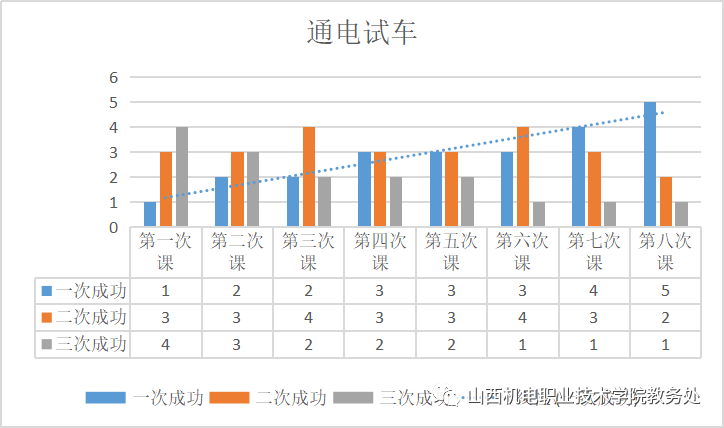 通电试车
6
5
4
3
2
1
0
第一次课 第二次课 第三次课 第四次课 第五次课 第六次课 第七次课 第八次课
一次成功 1 2 2 3 3 3 4 5
二次成功 3 3 4 3 3 4 3 2
三次成功 4 3 2 2 2 1 1 1
一次成功 二次成功 三次成功
山西机电职业技术学院教务处